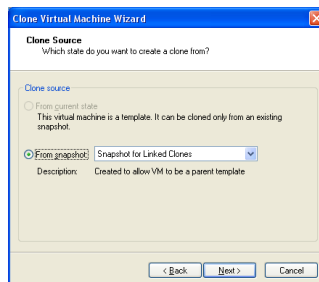 Clone Virtual Machine Wizard
Clone Source
Which state do you want to create a clone from?
Clone source
From current state
This virtual machine is a template. It can be cloned only from an existing
snapshot.
From snapshot: Snapshot for Linked Clones
Description: Created to allow VM to be a parent template
< Back Next > Cancel